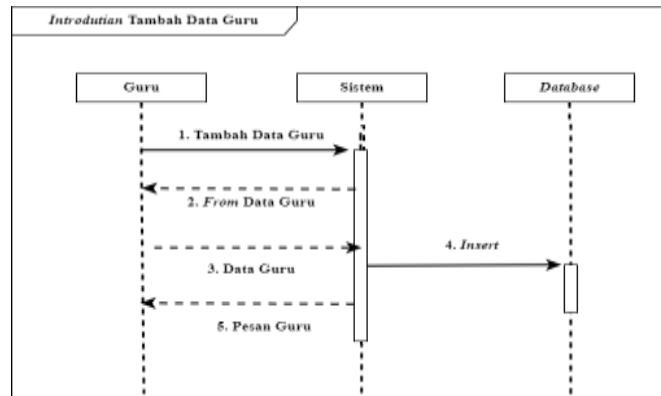 Introdutian Tambah Data Guru
Guru
Sistem
Database
1. Tambah Data Guru
2. From Data Guru
3. Data Guru
4. Insert
5. Pesan Guru